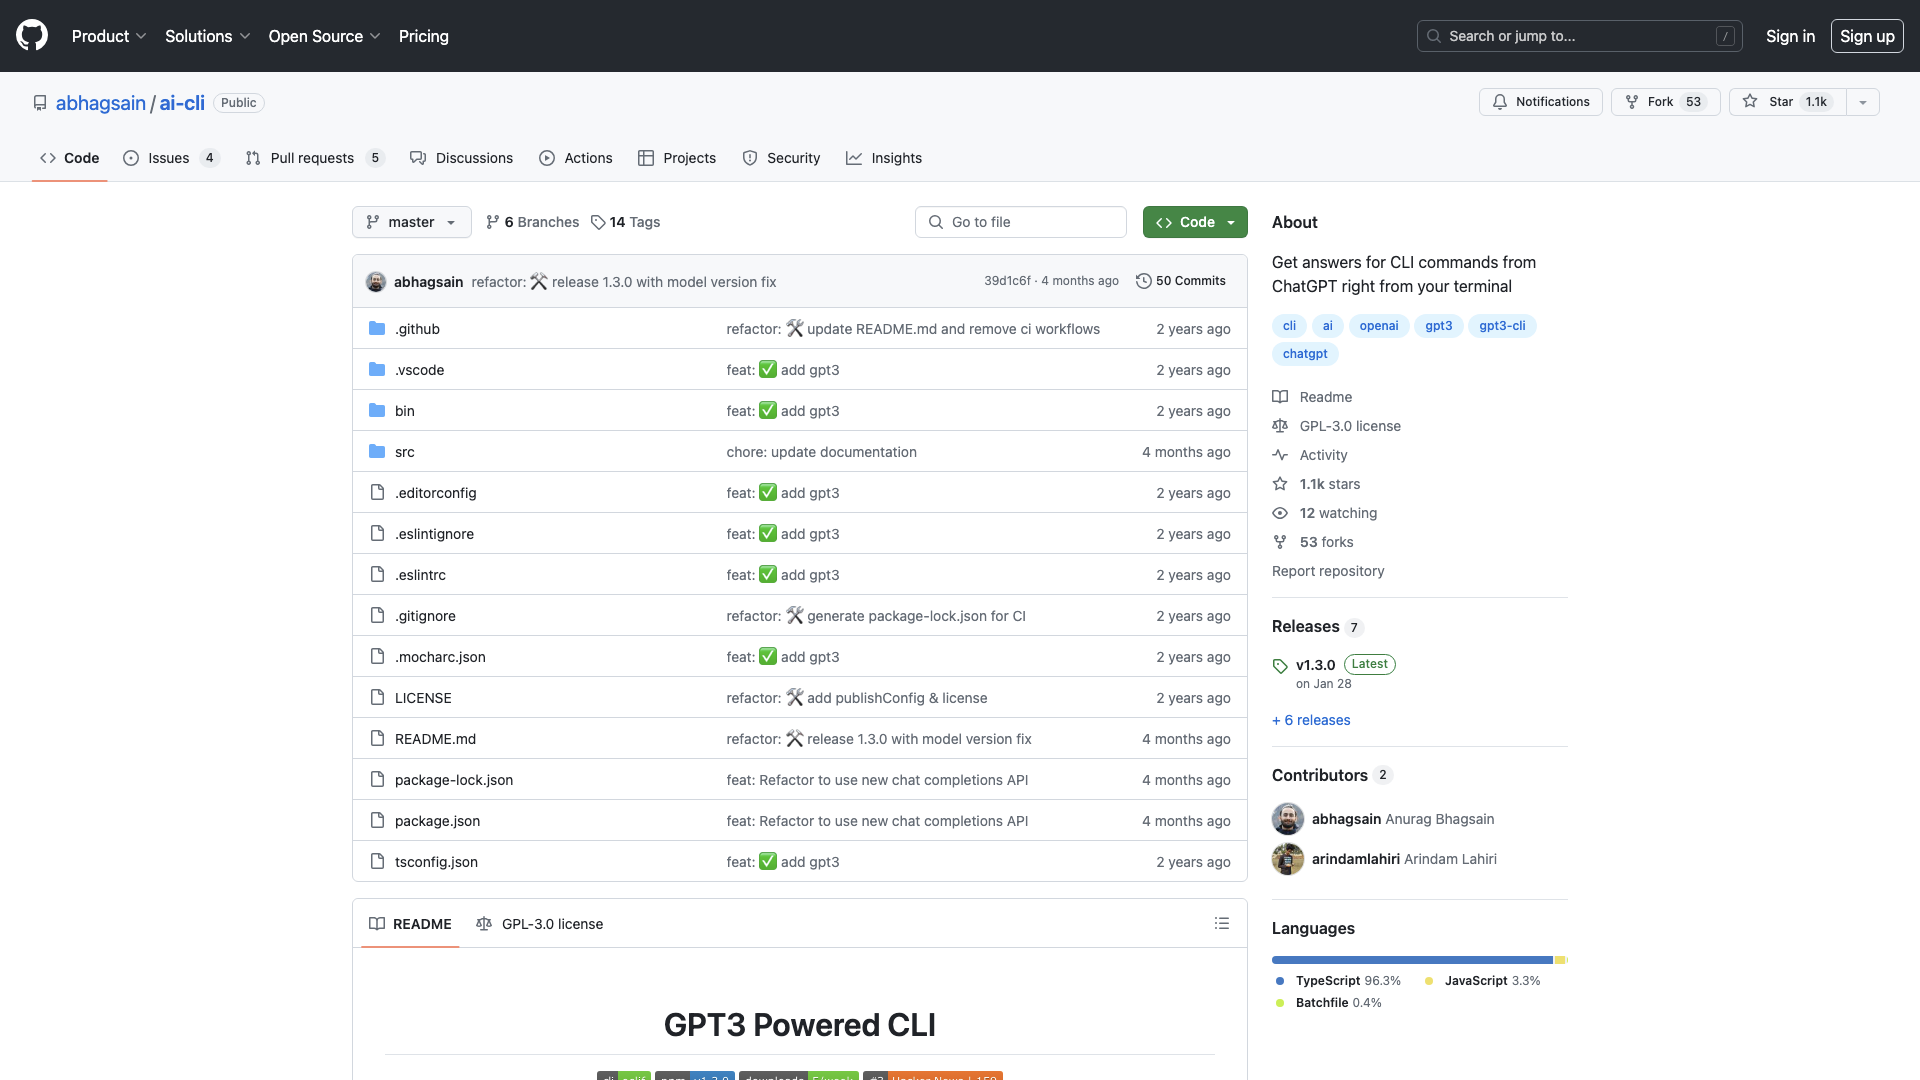 Product Solutions Open Source Pricing Search or jump to... / Sign in Sign up
abhagsain / ai-cli Public Notifications Fork 53 Star 1.1k
Code Issues 4 Pull requests 5 Discussions Actions Projects Security Insights
master 6 Branches 14 Tags Go to file Code
abhagsain refactor: 🛠 release 1.3.0 with model version fix 39d1c6f · 4 months ago 50 Commits
.github refactor: 🛠 update README.md and remove ci workflows 2 years ago
.vscode feat: ✅ add gpt3 2 years ago
bin feat: ✅ add gpt3 2 years ago
src chore: update documentation 4 months ago
.editorconfig feat: ✅ add gpt3 2 years ago
.eslintignore feat: ✅ add gpt3 2 years ago
.eslintrc feat: ✅ add gpt3 2 years ago
.gitignore refactor: 🛠 generate package-lock.json for CI 2 years ago
.mocharc.json feat: ✅ add gpt3 2 years ago
LICENSE refactor: 🛠 add publishConfig & license 2 years ago
README.md refactor: 🛠 release 1.3.0 with model version fix 4 months ago
package-lock.json feat: Refactor to use new chat completions API 4 months ago
package.json feat: Refactor to use new chat completions API 4 months ago
tsconfig.json feat: ✅ add gpt3 2 years ago
README GPL-3.0 license
GPT3 Powered CLI
About
Get answers for CLI commands from
ChatGPT right from your terminal
cli ai openai gpt3 gpt3-cli
chatgpt
Readme
GPL-3.0 license
Activity
1.1k stars
12 watching
53 forks
Report repository
Releases 7
v1.3.0 Latest
on Jan 28
+ 6 releases
Contributors 2
abhagsain Anurag Bhagsain
arindamlahiri Arindam Lahiri
Languages
TypeScript 96.3% JavaScript 3.3%
Batchfile 0.4%